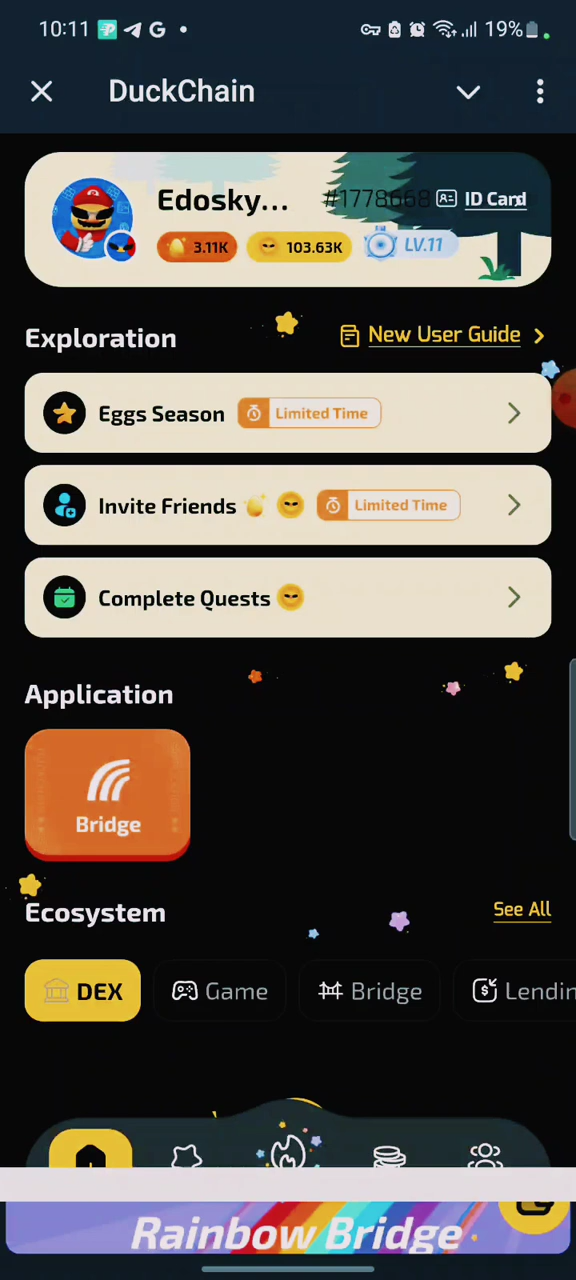 10:11 G 19%
DuckChain
Edosky... #1778668 ID Card
3.11K 103.63K LV.11
Exploration New User Guide
Eggs Season Limited Time
Invite Friends Limited Time
Complete Quests
Application
Bridge
Ecosystem See All
DEX Game Bridge Lendin
Rainbow Bridge